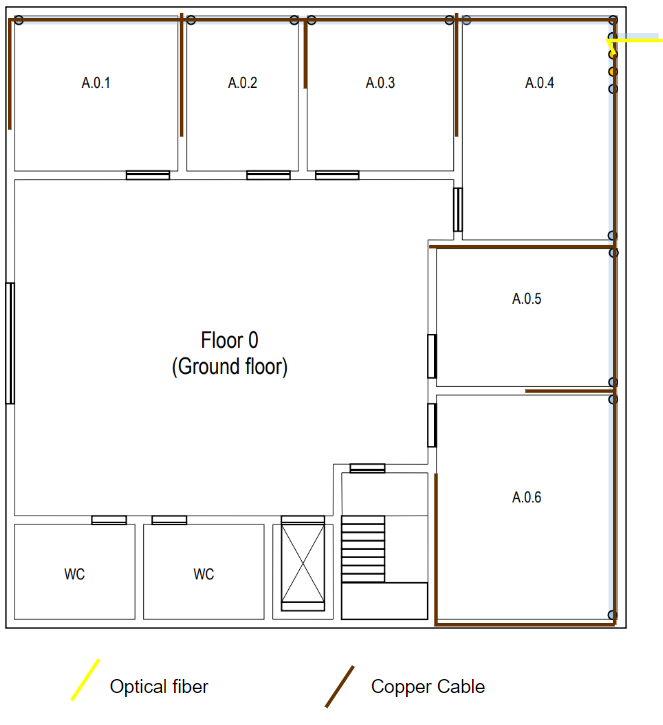 A.0.1
A.0.2
A.0.3
A.0.4
A.0.5
Floor 0
(Ground floor)
A.0.6
WC
WC
Optical fiber
Copper Cable